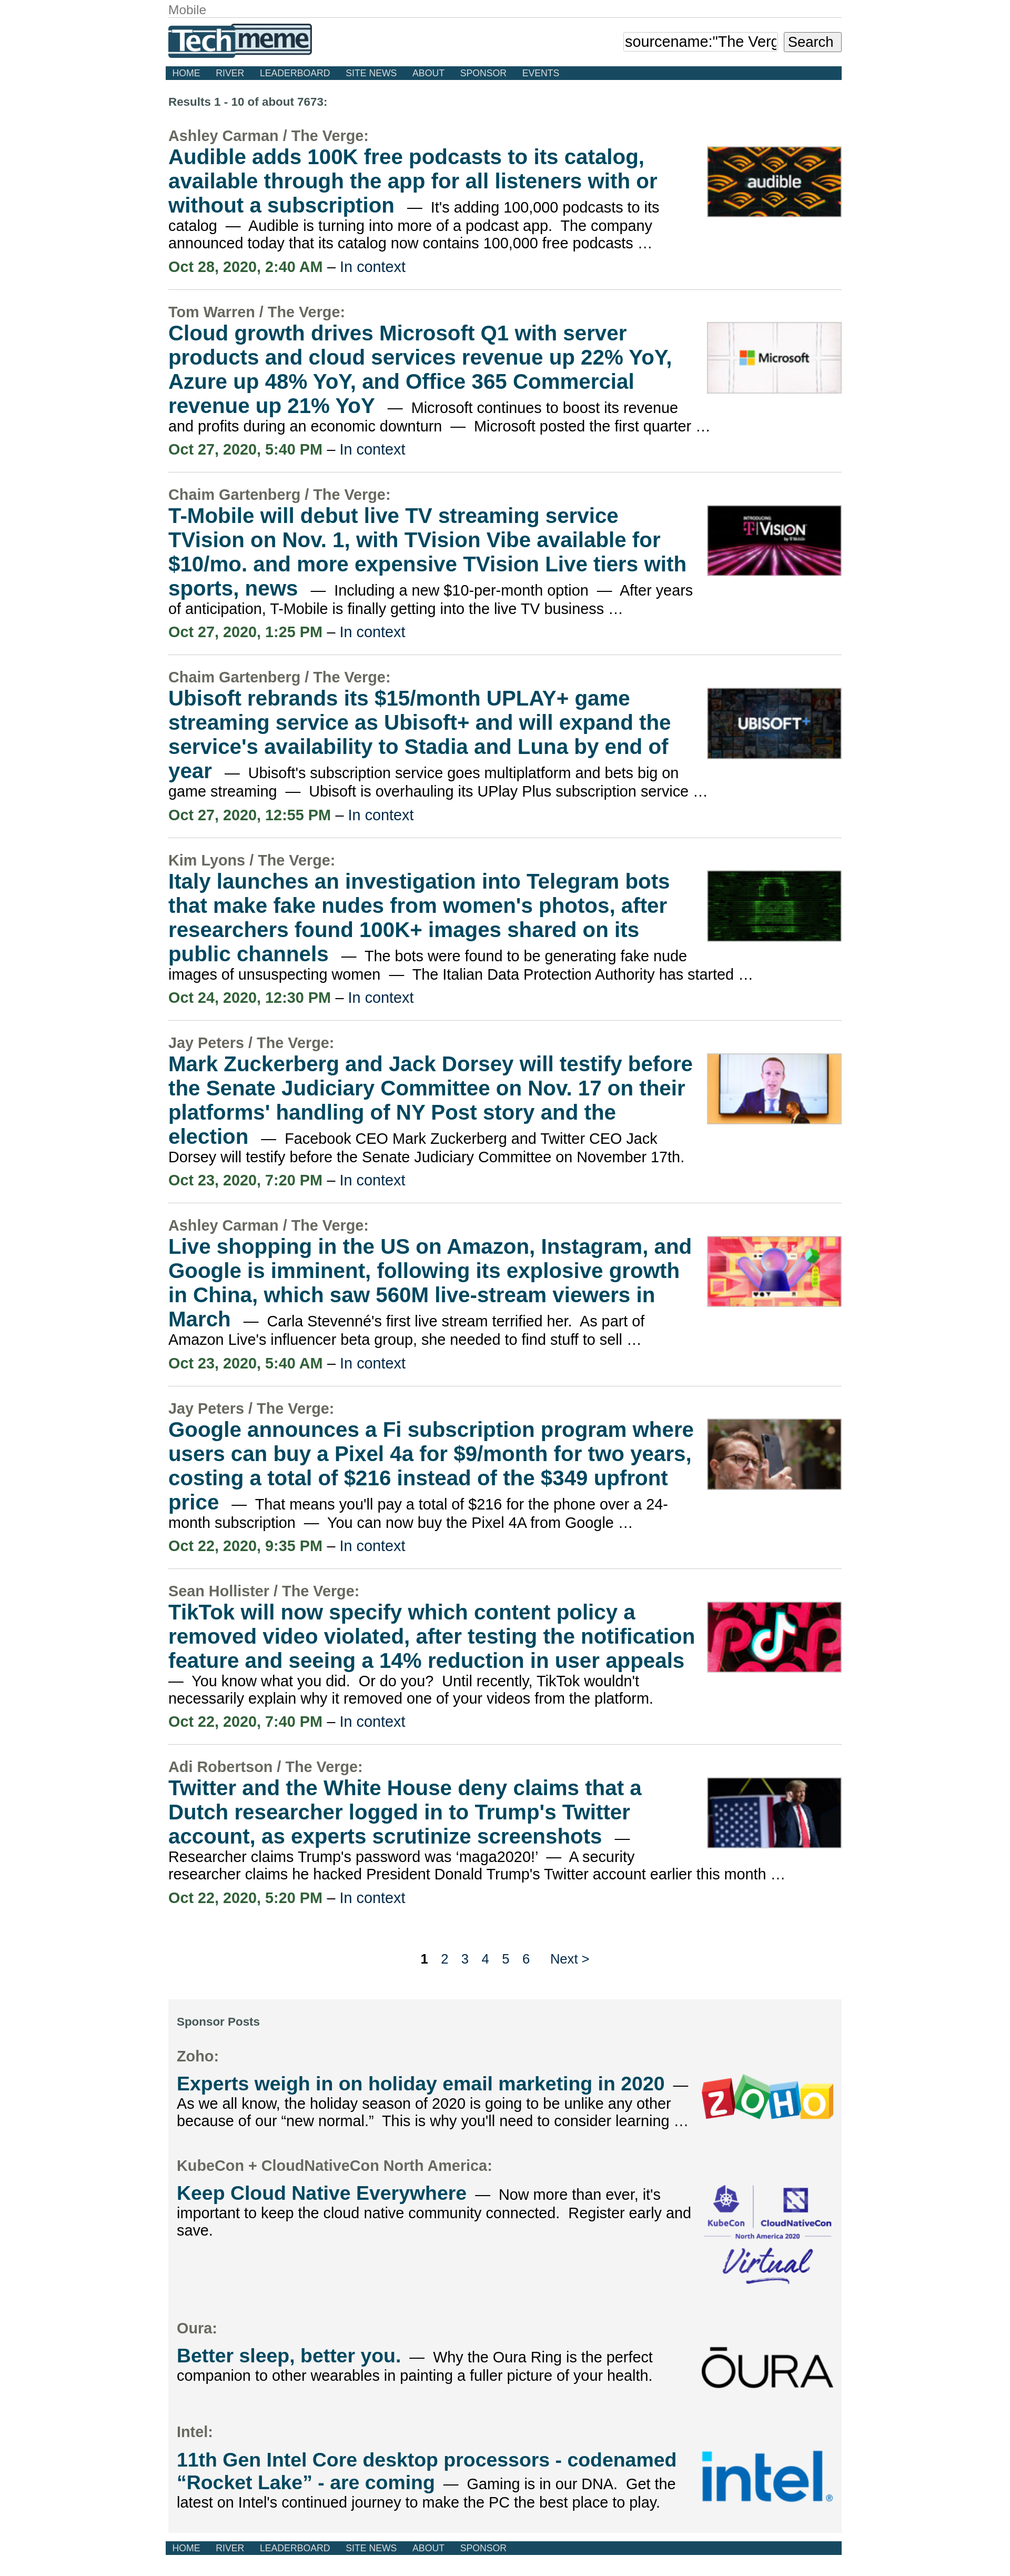 Mobile
Techmeme
sourcename:"The Verg
Search
HOME RIVER LEADERBOARD SITE NEWS ABOUT SPONSOR EVENTS
Results 1 - 10 of about 7673:
Ashley Carman / The Verge:
Audible adds 100K free podcasts to its catalog,
available through the app for all listeners with or
without a subscription — It's adding 100,000 podcasts to its
catalog — Audible is turning into more of a podcast app. The company
announced today that its catalog now contains 100,000 free podcasts …
audible
Oct 28, 2020, 2:40 AM – In context
Tom Warren / The Verge:
Cloud growth drives Microsoft Q1 with server
products and cloud services revenue up 22% YoY,
Azure up 48% YoY, and Office 365 Commercial
revenue up 21% YoY — Microsoft continues to boost its revenue
and profits during an economic downturn — Microsoft posted the first quarter …
Microsoft
Oct 27, 2020, 5:40 PM – In context
Chaim Gartenberg / The Verge:
T-Mobile will debut live TV streaming service
TVision on Nov. 1, with TVision Vibe available for
$10/mo. and more expensive TVision Live tiers with
sports, news — Including a new $10-per-month option — After years
of anticipation, T-Mobile is finally getting into the live TV business …
INTRODUCING
TVISION
Oct 27, 2020, 1:25 PM – In context
Chaim Gartenberg / The Verge:
Ubisoft rebrands its $15/month UPLAY+ game
streaming service as Ubisoft+ and will expand the
service's availability to Stadia and Luna by end of
year — Ubisoft's subscription service goes multiplatform and bets big on
game streaming — Ubisoft is overhauling its UPlay Plus subscription service …
UBISOFT+
Oct 27, 2020, 12:55 PM – In context
Kim Lyons / The Verge:
Italy launches an investigation into Telegram bots
that make fake nudes from women's photos, after
researchers found 100K+ images shared on its
public channels — The bots were found to be generating fake nude
images of unsuspecting women — The Italian Data Protection Authority has started …
Oct 24, 2020, 12:30 PM – In context
Jay Peters / The Verge:
Mark Zuckerberg and Jack Dorsey will testify before
the Senate Judiciary Committee on Nov. 17 on their
platforms' handling of NY Post story and the
election — Facebook CEO Mark Zuckerberg and Twitter CEO Jack
Dorsey will testify before the Senate Judiciary Committee on November 17th.
Oct 23, 2020, 7:20 PM – In context
Ashley Carman / The Verge:
Live shopping in the US on Amazon, Instagram, and
Google is imminent, following its explosive growth
in China, which saw 560M live-stream viewers in
March — Carla Stevenné's first live stream terrified her. As part of
Amazon Live's influencer beta group, she needed to find stuff to sell …
Oct 23, 2020, 5:40 AM – In context
Jay Peters / The Verge:
Google announces a Fi subscription program where
users can buy a Pixel 4a for $9/month for two years,
costing a total of $216 instead of the $349 upfront
price — That means you'll pay a total of $216 for the phone over a 24-
month subscription — You can now buy the Pixel 4A from Google …
Oct 22, 2020, 9:35 PM – In context
Sean Hollister / The Verge:
TikTok will now specify which content policy a
removed video violated, after testing the notification
feature and seeing a 14% reduction in user appeals
— You know what you did. Or do you? Until recently, TikTok wouldn't
necessarily explain why it removed one of your videos from the platform.
Oct 22, 2020, 7:40 PM – In context
Adi Robertson / The Verge:
Twitter and the White House deny claims that a
Dutch researcher logged in to Trump's Twitter
account, as experts scrutinize screenshots —
Researcher claims Trump's password was ‘maga2020!’ — A security
researcher claims he hacked President Donald Trump's Twitter account earlier this month …
Oct 22, 2020, 5:20 PM – In context
1 2 3 4 5 6 Next >
Sponsor Posts
Zoho:
Experts weigh in on holiday email marketing in 2020 —
As we all know, the holiday season of 2020 is going to be unlike any other
because of our “new normal.” This is why you'll need to consider learning …
ZOHO
KubeCon + CloudNativeCon North America:
Keep Cloud Native Everywhere — Now more than ever, it's
important to keep the cloud native community connected. Register early and
save.
KubeCon CloudNativeCon
North America 2020
Virtual
Oura:
Better sleep, better you. — Why the Oura Ring is the perfect
companion to other wearables in painting a fuller picture of your health.
ŌURA
Intel:
11th Gen Intel Core desktop processors - codenamed
“Rocket Lake” - are coming — Gaming is in our DNA. Get the
latest on Intel's continued journey to make the PC the best place to play.
intel®
HOME RIVER LEADERBOARD SITE NEWS ABOUT SPONSOR